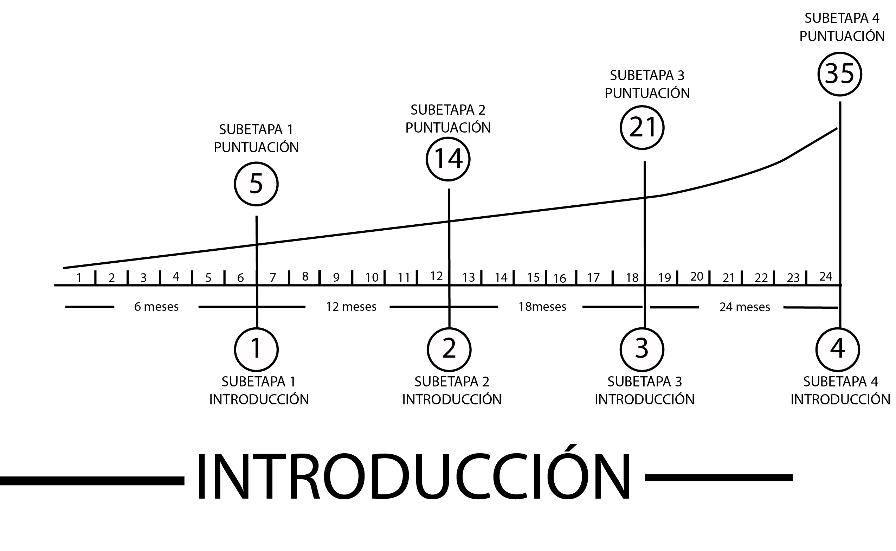 SUBETAPA 4
PUNTUACIÓN
35
SUBETAPA 3
PUNTUACIÓN
21
SUBETAPA 2
PUNTUACIÓN
14
SUBETAPA 1
PUNTUACIÓN
5
1 2 3 4 5 6 7 8 9 10 11 12 13 14 15 16 17 18 19 20 21 22 23 24
6 meses 12 meses 18meses 24 meses
1 2 3 4
SUBETAPA 1 SUBETAPA 2 SUBETAPA 3 SUBETAPA 4
INTRODUCCIÓN INTRODUCCIÓN INTRODUCCIÓN INTRODUCCIÓN
INTRODUCCIÓN